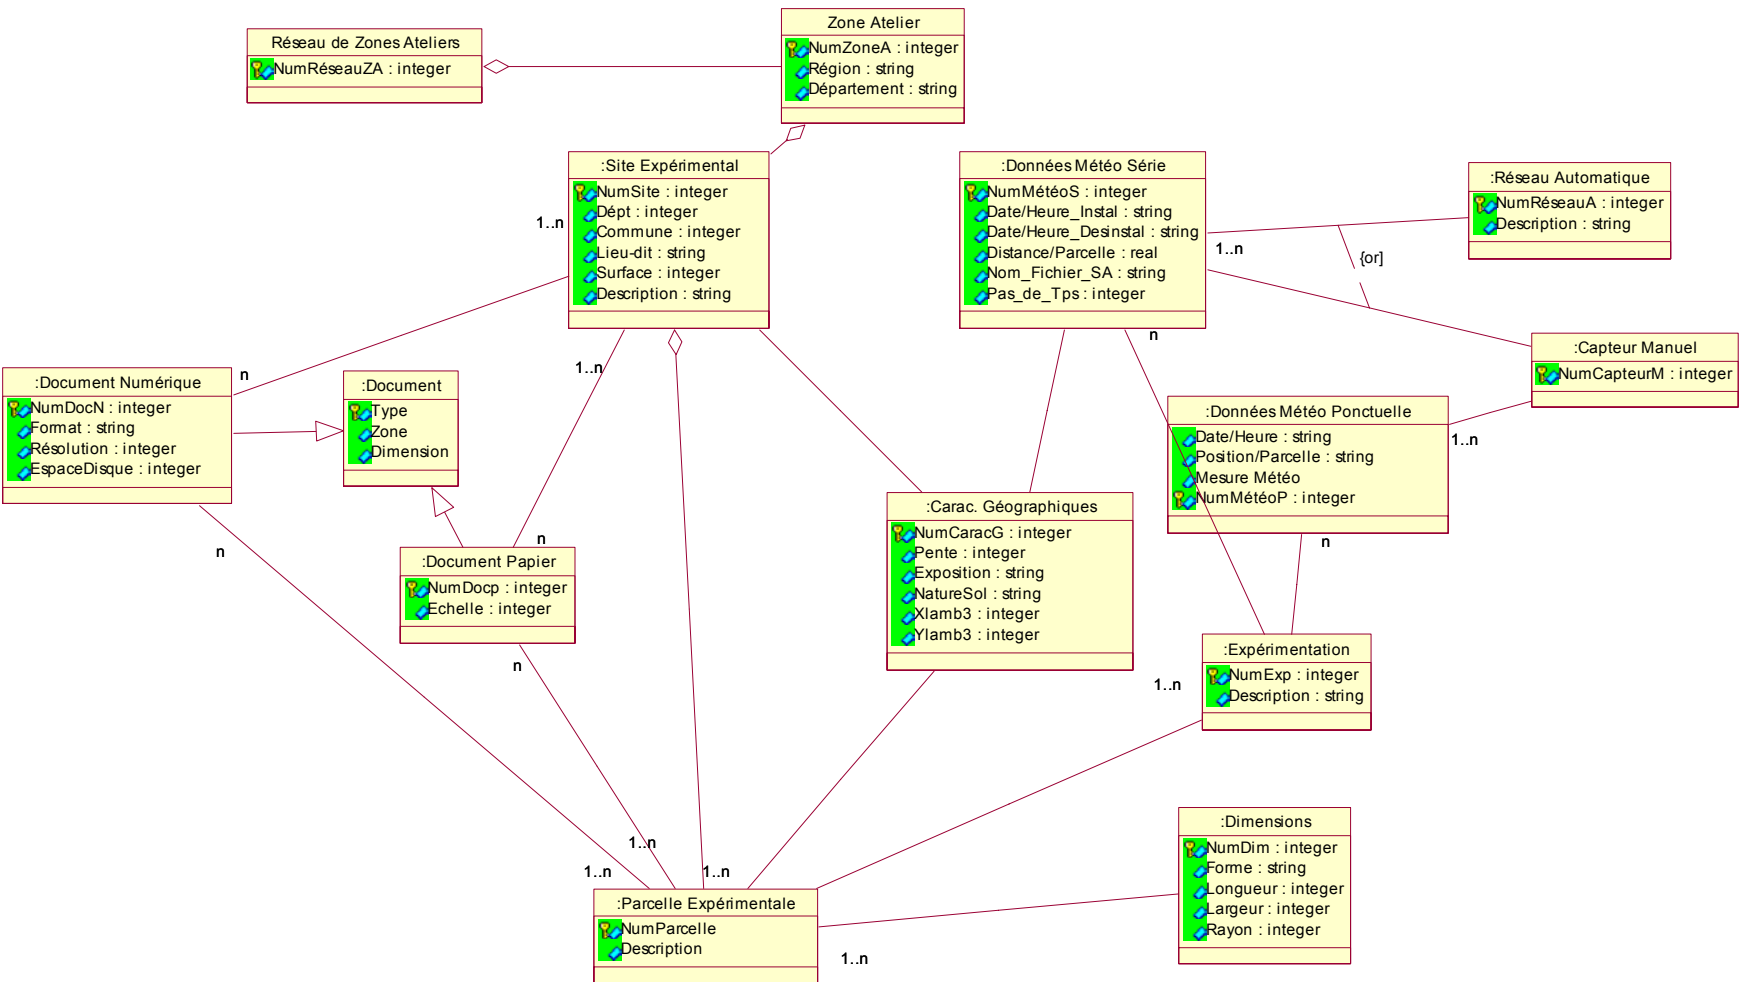 Zone Atelier
NumZoneA : integer
Région : string
Département : string
Réseau de Zones Ateliers
NumRéseauZA : integer
:Site Expérimental
NumSite : integer
Dépt : integer
Commune : integer
Lieu-dit : string
Surface : integer
Description : string
1..n
:Données Météo Série
NumMétéoS : integer
Date/Heure_Instal : string
Date/Heure_Desinstal : string
Distance/Parcelle : real
Nom_Fichier_SA : string
Pas_de_Tps : integer
1..n
n
:Réseau Automatique
NumRéseauA : integer
Description : string
{or]
:Capteur Manuel
NumCapteurM : integer
:Document Numérique
NumDocN : integer
Format : string
Résolution : integer
EspaceDisque : integer
n
n
:Document
Type
Zone
Dimension
1..n
:Données Météo Ponctuelle
Date/Heure : string
Position/Parcelle : string
Mesure Météo
NumMétéoP : integer
1..n
n
:Carac. Géographiques
NumCaracG : integer
Pente : integer
Exposition : string
NatureSol : string
Xlamb3 : integer
Ylamb3 : integer
n
:Document Papier
NumDocp : integer
Echelle : integer
n
:Expérimentation
NumExp : integer
Description : string
1..n
:Dimensions
NumDim : integer
Forme : string
Longueur : integer
Largeur : integer
Rayon : integer
1..n
1..n
1..n
:Parcelle Expérimentale
NumParcelle
Description
1..n